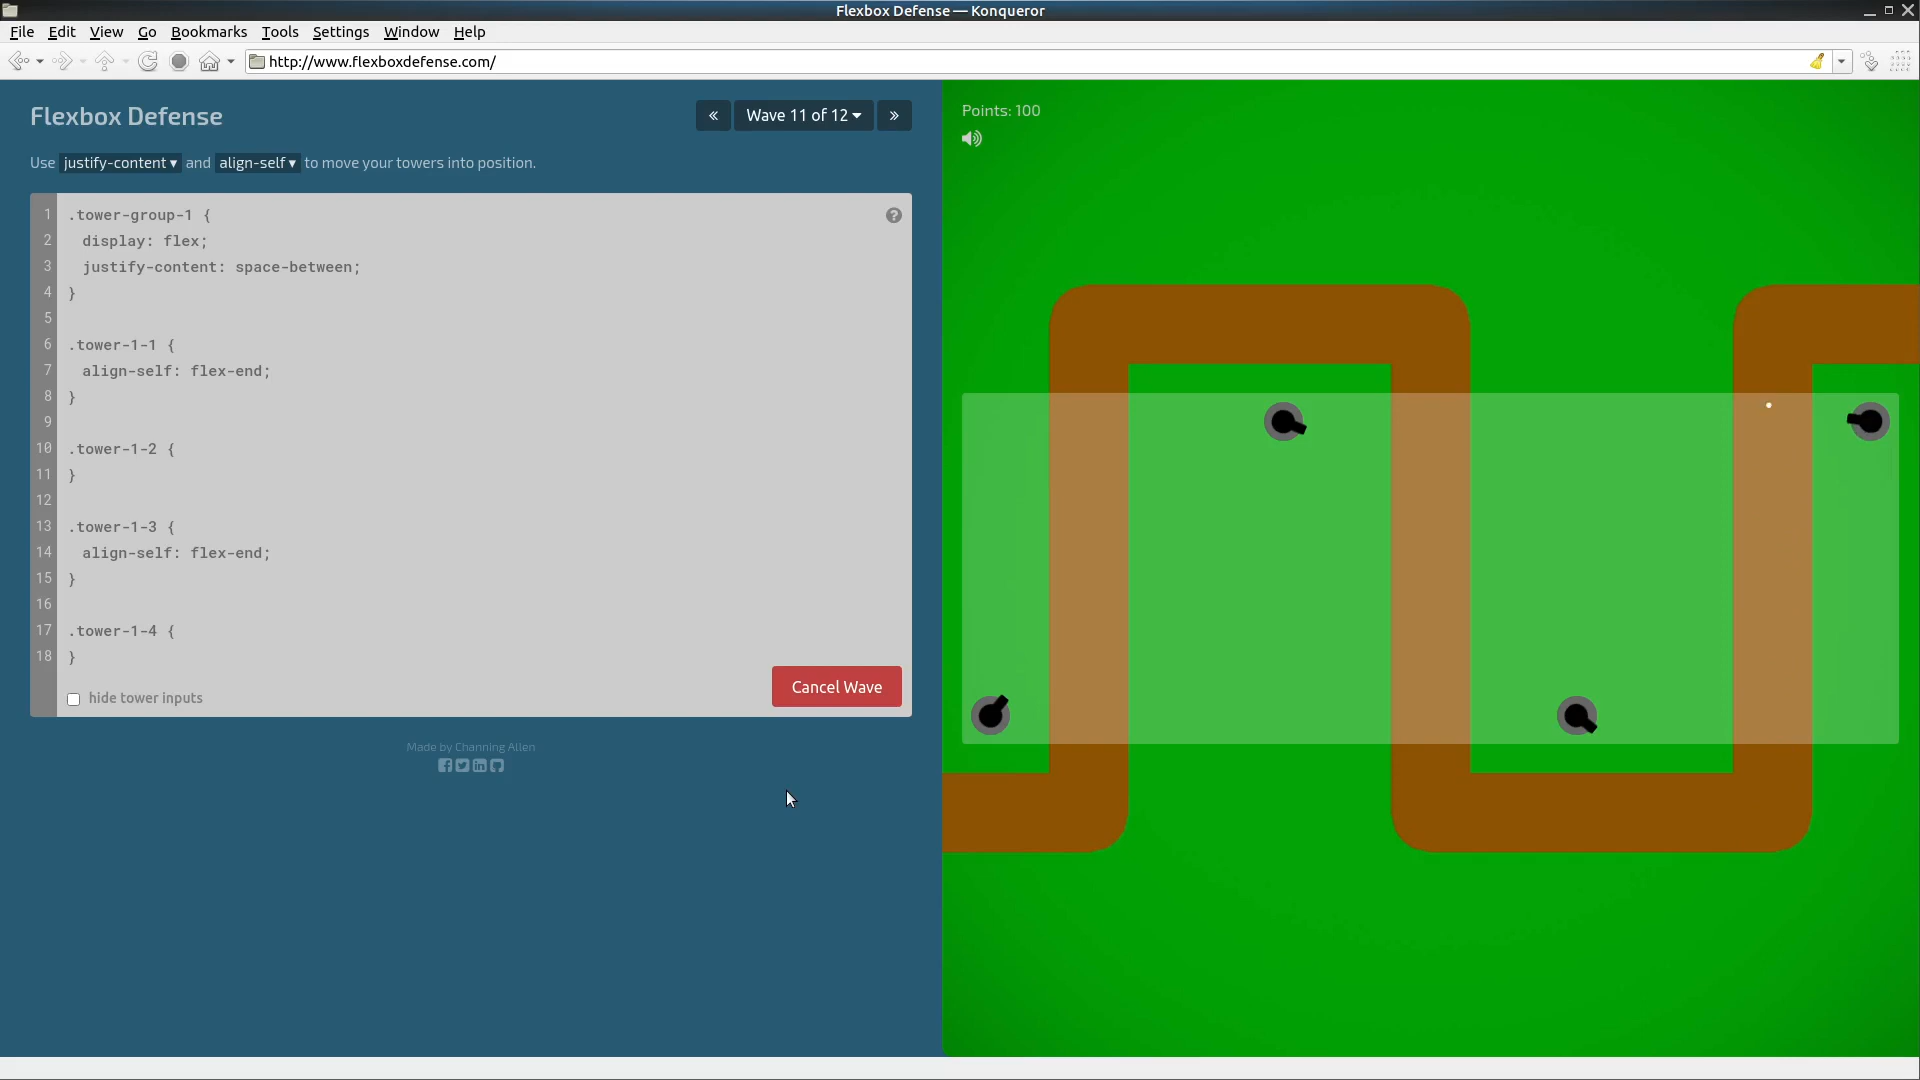 Flexbox Defense — Konqueror
File Edit View Go Bookmarks Tools Settings Window Help
http://www.flexboxdefense.com/
Flexbox Defense
« Wave 11 of 12 »
Use justify-content and align-self to move your towers into position.
1 .tower-group-1 {
2 display: flex;
3 justify-content: space-between;
4 }
5
6 .tower-1-1 {
7 align-self: flex-end;
8 }
9
10 .tower-1-2 {
11 }
12
13 .tower-1-3 {
14 align-self: flex-end;
15 }
16
17 .tower-1-4 {
18 }
?
hide tower inputs
Cancel Wave
Made by Channing Allen
Points: 100